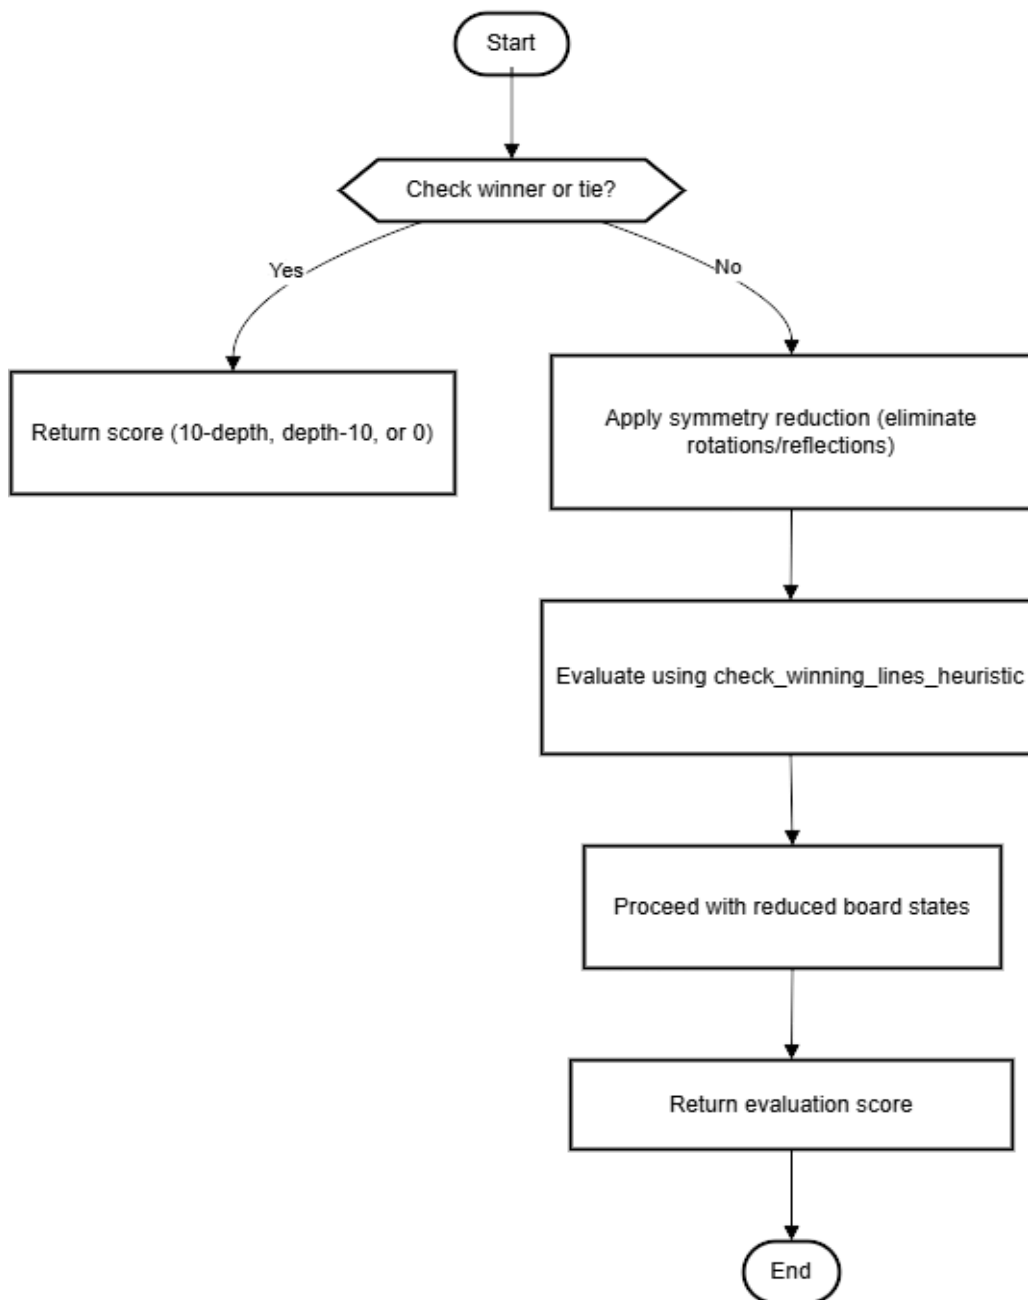 Start
Check winner or tie?
Yes
No
Return score (10-depth, depth-10, or 0)
Apply symmetry reduction (eliminate
rotations/reflections)
Evaluate using check_winning_lines_heuristic
Proceed with reduced board states
Return evaluation score
End